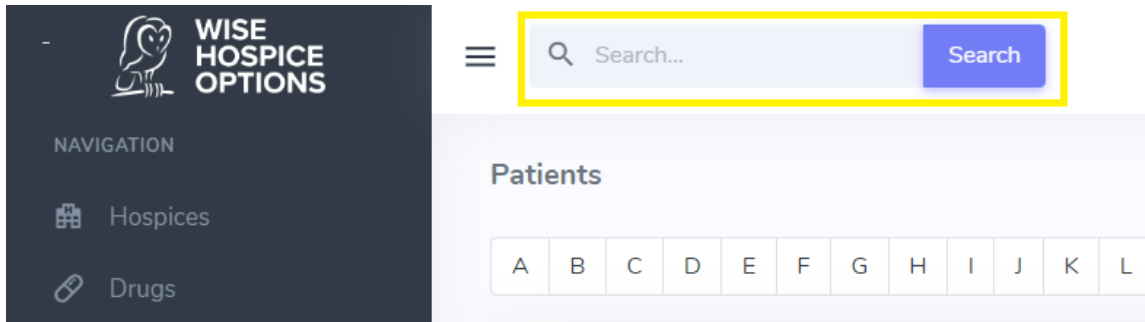 WISE
HOSPICE
OPTIONS
NAVIGATION
Hospices
Drugs
Search... Search
Patients
A B C D E F G H I J K L